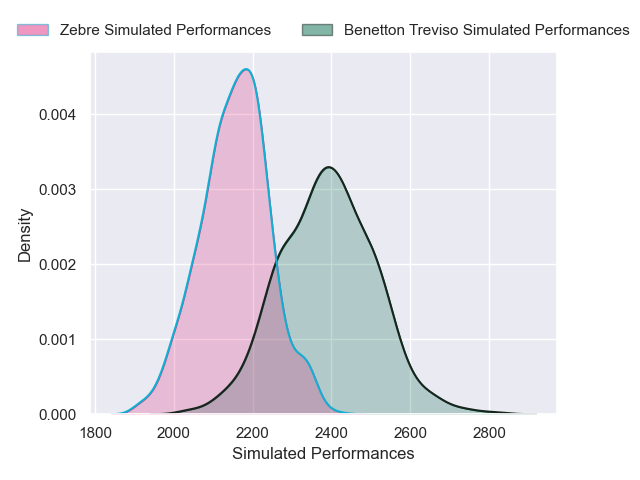 Zebre Simulated Performances
Benetton Treviso Simulated Performances
0.004
0.003
0.002
0.001
0.000
Density
1800
2000
2200
2400
2600
2800
Simulated Performances